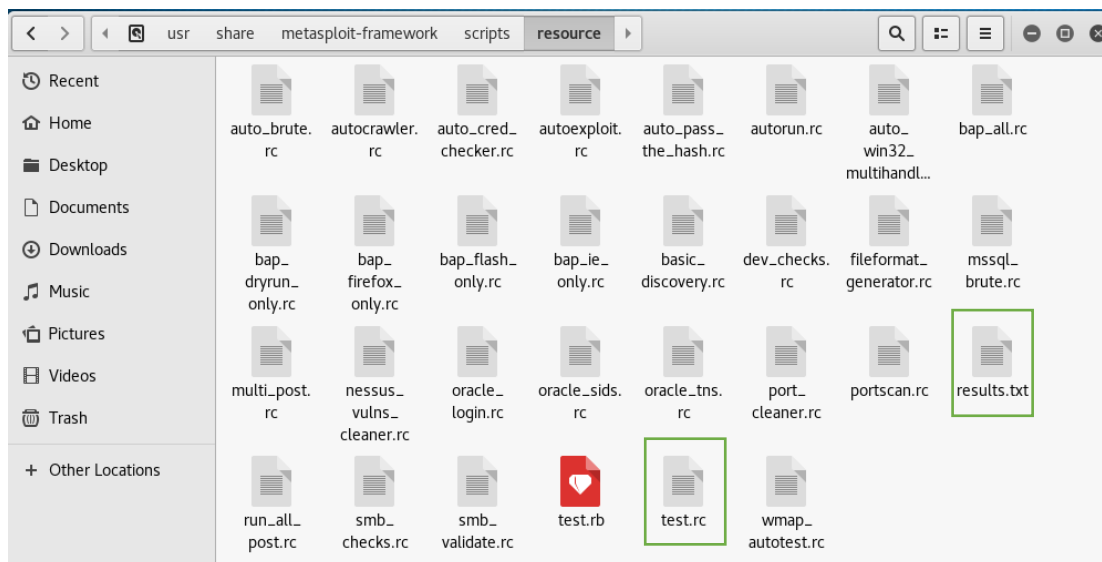 usr share metasploit-framework scripts resource
Recent
Home
Desktop
Documents
Downloads
Music
Pictures
Videos
Trash
+ Other Locations
auto_brute.
rc
autocrawler.
rc
auto_cred_
checker.rc
autoexploit.
rc
auto_pass_
the_hash.rc
autorun.rc
auto_
win32_
multihandl...
bap_all.rc
bap_
dryrun_
only.rc
bap_
firefox_
only.rc
bap_flash_
only.rc
bap_ie_
only.rc
basic_
discovery.rc
dev_checks.
rc
fileformat_
generator.rc
mssql_
brute.rc
multi_post.
rc
nessus_
vulns_
cleaner.rc
oracle_
login.rc
oracle_sids.
rc
oracle_tns.
rc
port_
cleaner.rc
portscan.rc
results.txt
run_all_
post.rc
smb_
checks.rc
smb_
validate.rc
test.rb
test.rc
wmap_
autotest.rc